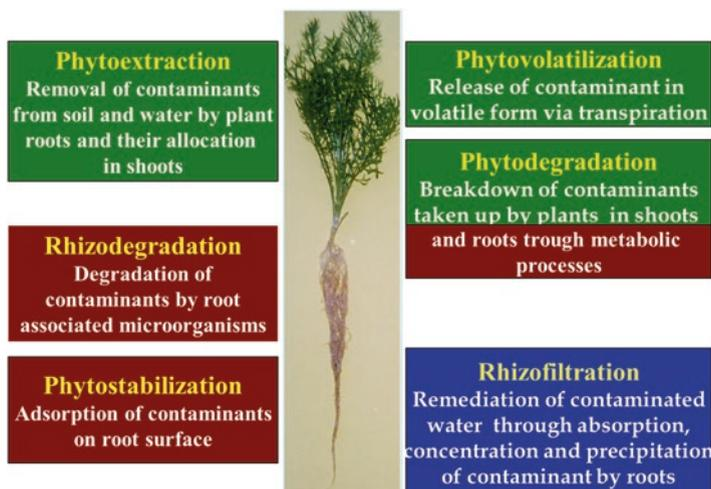 Phytoextraction
Removal of contaminants
from soil and water by plant
roots and their allocation
in shoots
Rhizodegradation
Degradation of
contaminants by root
associated microorganisms
Phytostabilization
Adsorption of contaminants
on root surface
Phytovolatilization
Release of contaminant in
volatile form via transpiration
Phytodegradation
Breakdown of contaminants
taken up by plants in shoots
and roots trough metabolic
processes
Rhizofiltration
Remediation of contaminated
water through absorption,
concentration and precipitation
of contaminant by roots